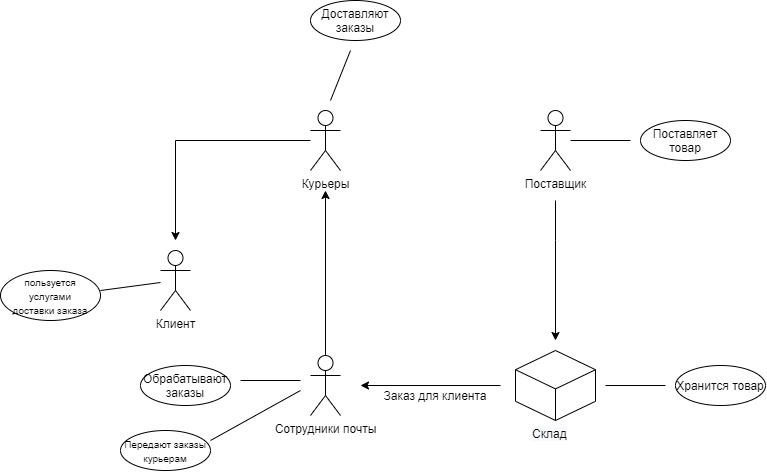 Доставляют
заказы
Поставляет
товар
Курьеры
Поставщик
пользуется
услугами
доставки заказа
Клиент
Обрабатывают
заказы
Заказ для клиента
Хранится товар
Сотрудники почты
Склад
Передают заказы
курьерам